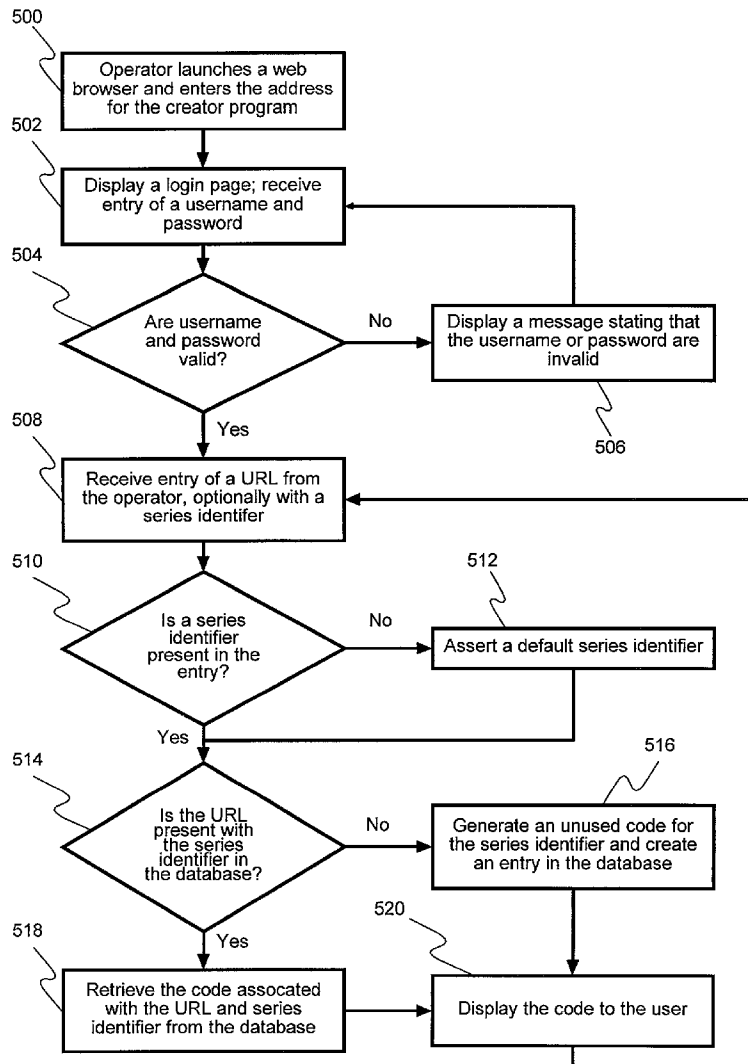 500
Operator launches a web
browser and enters the address
for the creator program
502
Display a login page; receive
entry of a username and
password
504
Are username
and password
valid?
No
Display a message stating that
the username or password are
invalid
506
Yes
508
Receive entry of a URL from
the operator, optionally with a
series identifer
510
Is a series
identifier
present in the
entry?
No
512
Assert a default series identifier
Yes
514
Is the URL
present with
the series
identifier in
the database?
No
516
Generate an unused code for
the series identifier and create
an entry in the database
Yes
518
Retrieve the code assocated
with the URL and series
identifier from the database
520
Display the code to the user